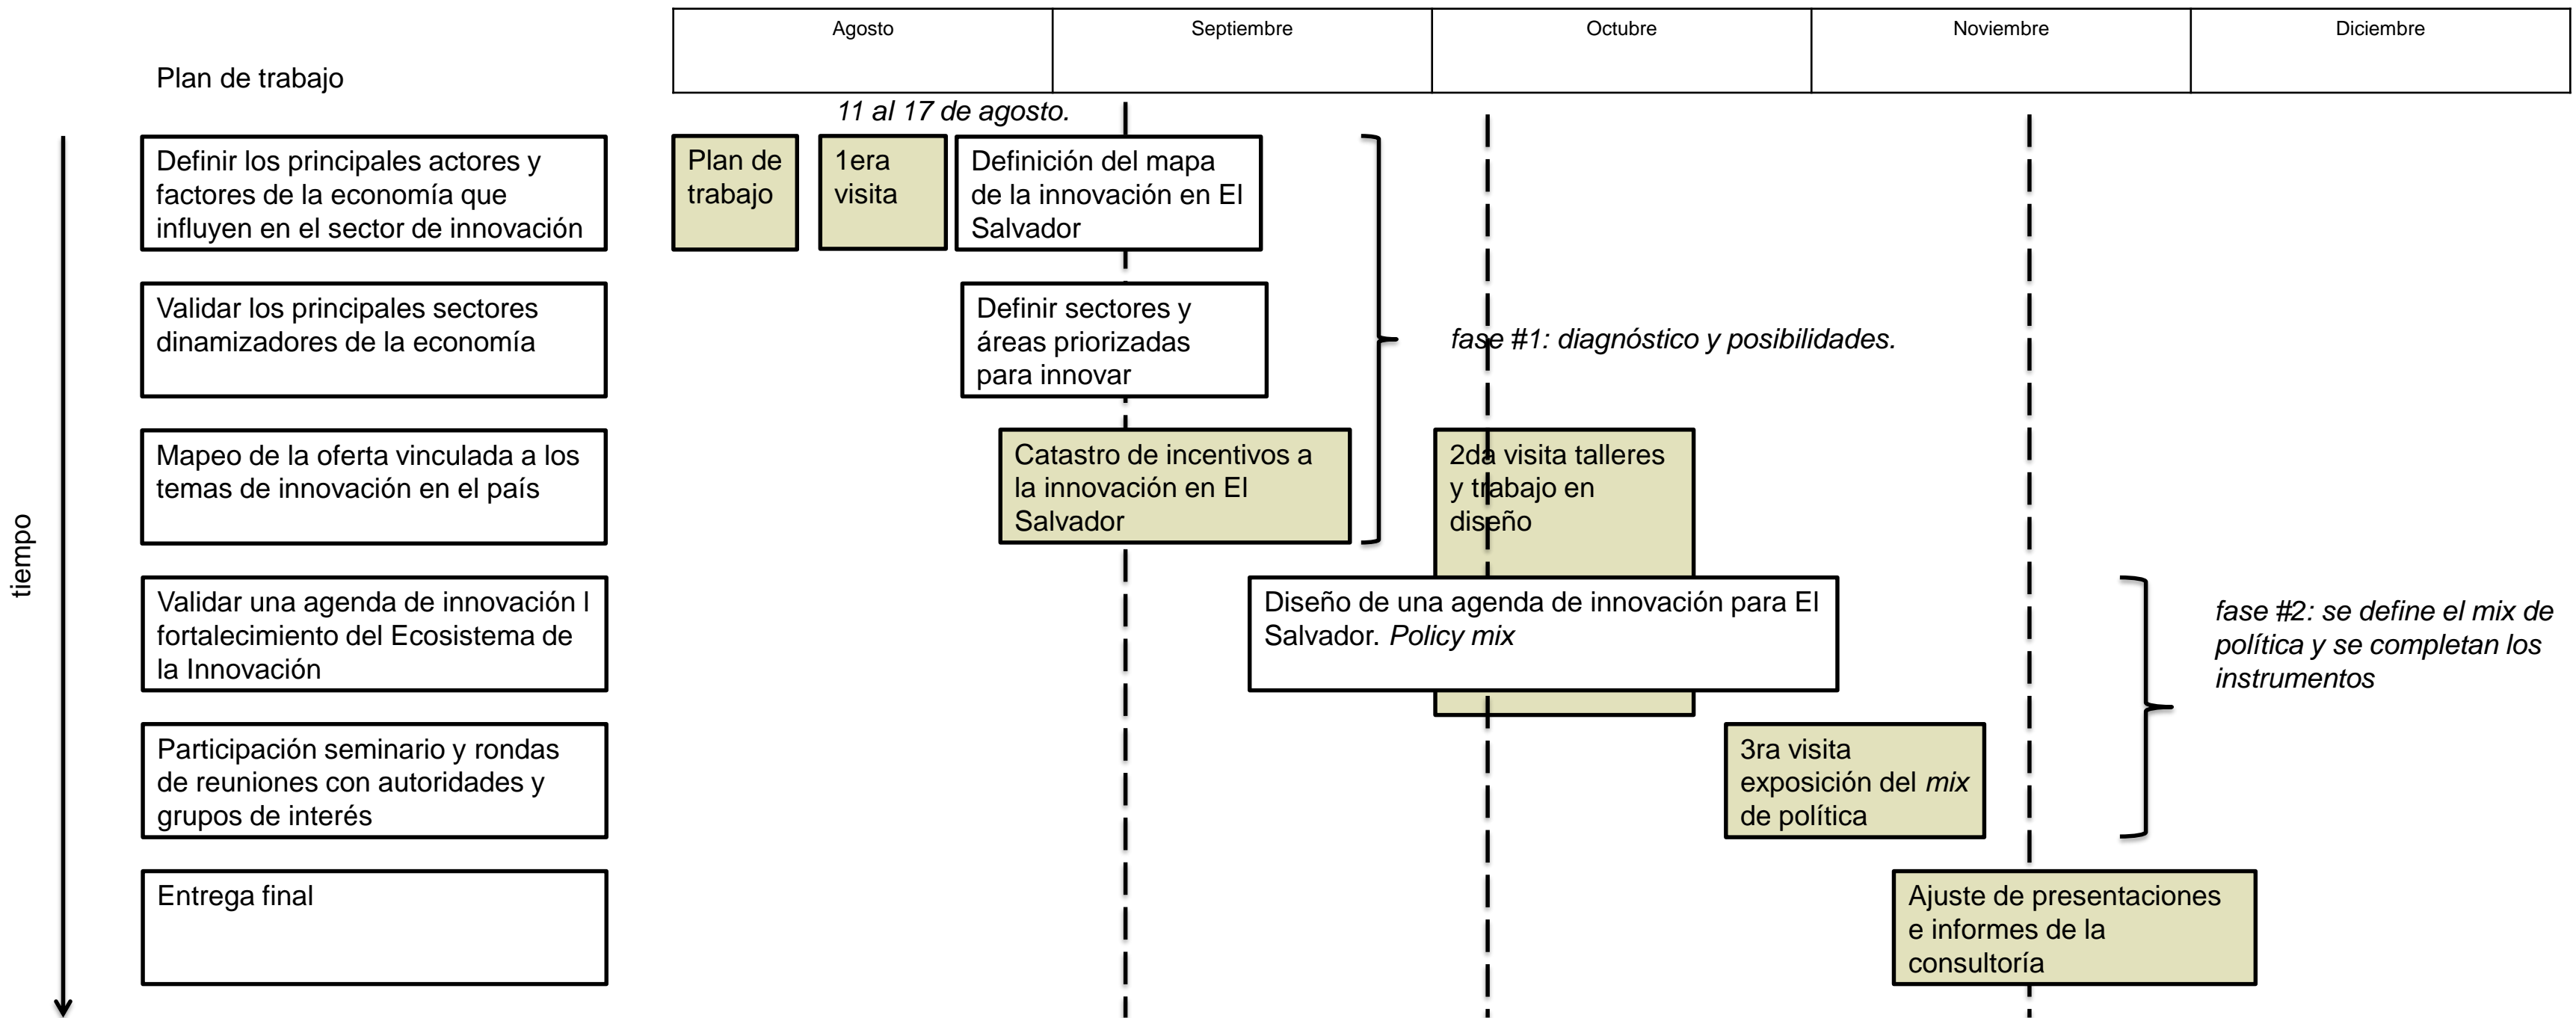 Agosto
Septiembre
Octubre
Noviembre
Diciembre
Plan de trabajo
11 al 17 de agosto.
tiempo
Definir los principales actores y
factores de la economía que
influyen en el sector de innovación
Plan de
trabajo
1era
visita
Definición del mapa
de la innovación en El
Salvador
Validar los principales sectores
dinamizadores de la economía
Definir sectores y
áreas priorizadas
para innovar
fase #1: diagnóstico y posibilidades.
Mapeo de la oferta vinculada a los
temas de innovación en el país
Catastro de incentivos a
la innovación en El
Salvador
2da visita talleres
y trabajo en
diseño
Validar una agenda de innovación l
fortalecimiento del Ecosistema de
la Innovación
Diseño de una agenda de innovación para El
Salvador. Policy mix
fase #2: se define el mix de
política y se completan los
instrumentos
Participación seminario y rondas
de reuniones con autoridades y
grupos de interés
3ra visita
exposición del mix
de política
Entrega final
Ajuste de presentaciones
e informes de la
consultoría